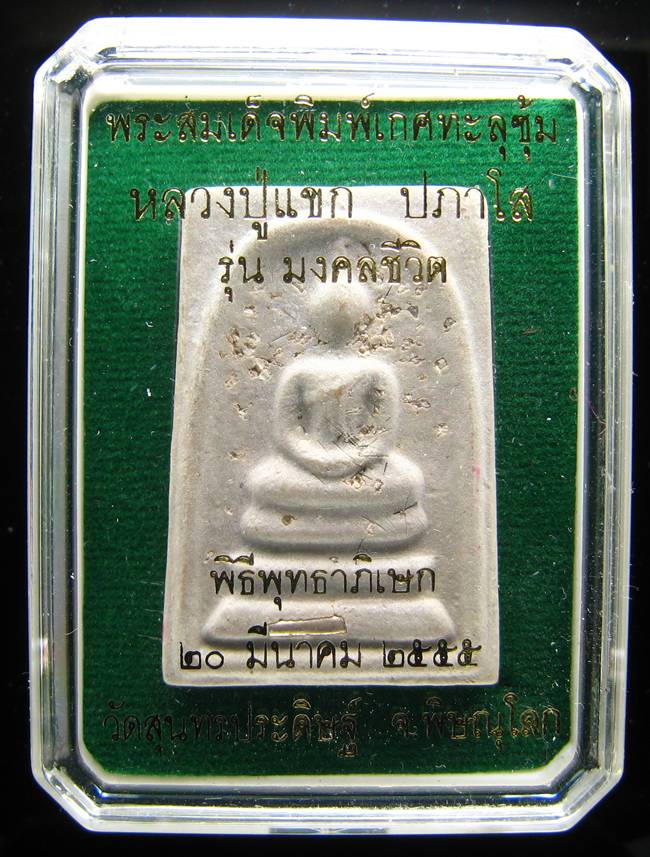 พระสมเด็จพิมพ์เกศทะลุซุ้ม
หลวงปู่แขก ปภาโส
รุ่น มงคลชีวิต
พิธีพุทธาภิเษก
๒๐ มีนาคม ๒๕๕๕
วัดสุนทรประดิษฐ์ จ.พิษณุโลก